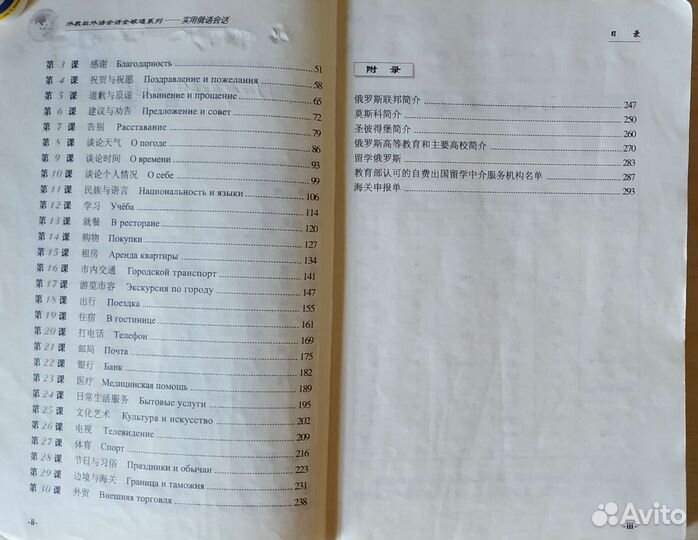 外教社外语会话全球通系列——实用俄语会话
第 3 课 感谢 Благодарность 51
第 4 课 祝贺与祝愿 Поздравление и пожелания 58
第 5 课 道歉与原谅 Извинение и прощение 65
第 6 课 建议与劝告 Предложение и совет 72
第 7 课 告别 Расставание 79
第 8 课 谈论天气 О погоде 86
第 9 课 谈论时间 О времени 93
第 10 课 谈论个人情况 О себе 99
第 11 课 民族与语言 Национальность и языки 106
第 12 课 学习 Учёба 114
第 13 课 就餐 В ресторане 120
第 14 课 购物 Покупки 127
第 15 课 租房 Аренда квартиры 134
第 16 课 市内交通 Городской транспорт 141
第 17 课 游览市容 Экскурсия по городу 147
第 18 课 出行 Поездка 155
第 19 课 住宿 В гостинице 161
第 20 课 打电话 Телефон 169
第 21 课 邮局 Почта 175
第 22 课 银行 Банк 182
第 23 课 医疗 Медицинская помощь 189
第 24 课 日常生活服务 Бытовые услуги 195
第 25 课 文化艺术 Культура и искусство 202
第 26 课 电视 Телевидение 209
第 27 课 体育 Спорт 216
第 28 课 节日与习俗 Праздники и обычаи 223
第 29 课 边境与海关 Граница и таможня 231
第 30 课 外贸 Внешняя торговля 238
-ii-
目 录
附 录
俄罗斯联邦简介 247
莫斯科简介 250
圣彼得堡简介 260
俄罗斯高等教育和主要高校简介 270
留学俄罗斯 283
教育部认可的自费出国留学中介服务机构名单 287
海关申报单 293
-iii-
Avito